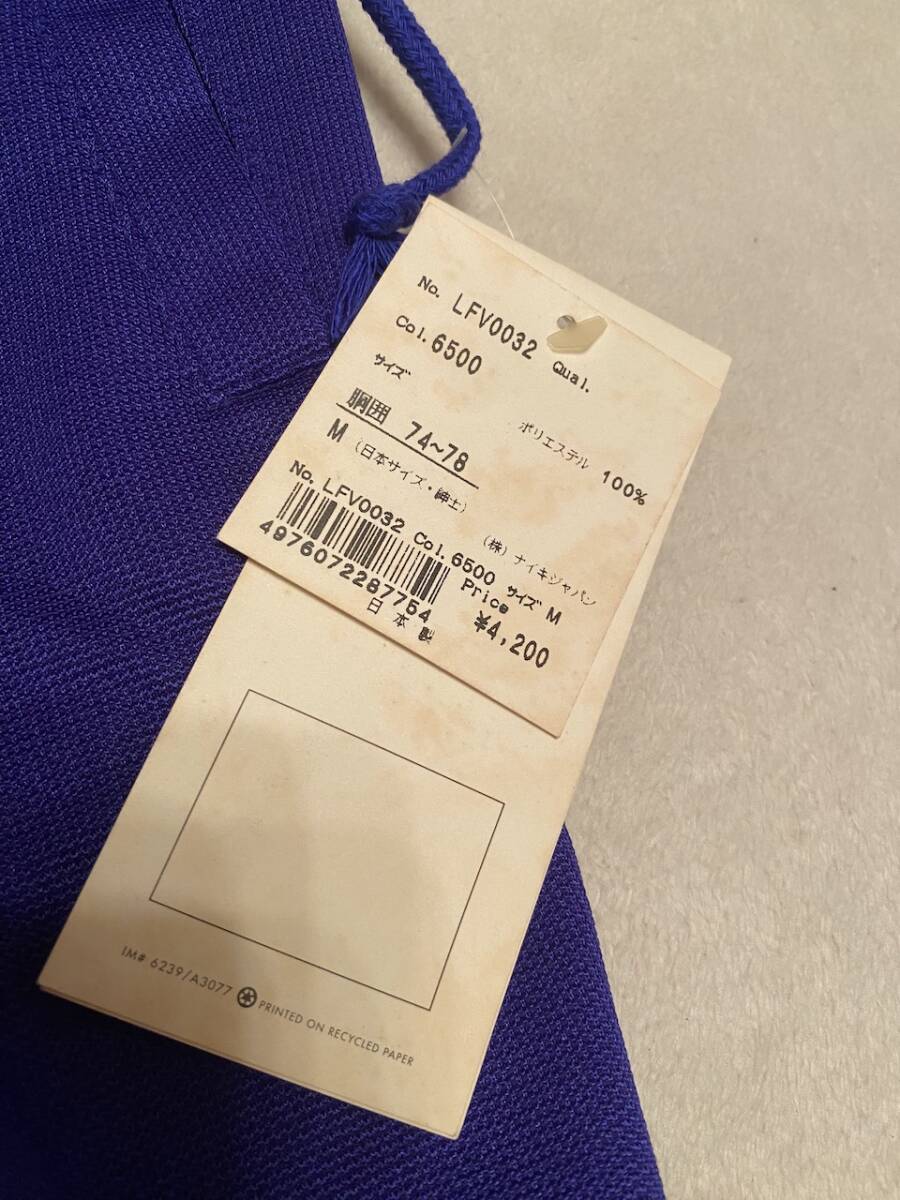 No. LFV0032
Col. 6500 Qual.
サイズ
胴囲 74~78 ポリエステル 100%
M (日本サイズ・紳士)
(株) ナイキジャパン
No. LFV0032 Col. 6500 サイズ M
4976072287754 Price
日本製 ¥4,200
IM# 6239/A3077 PRINTED ON RECYCLED PAPER